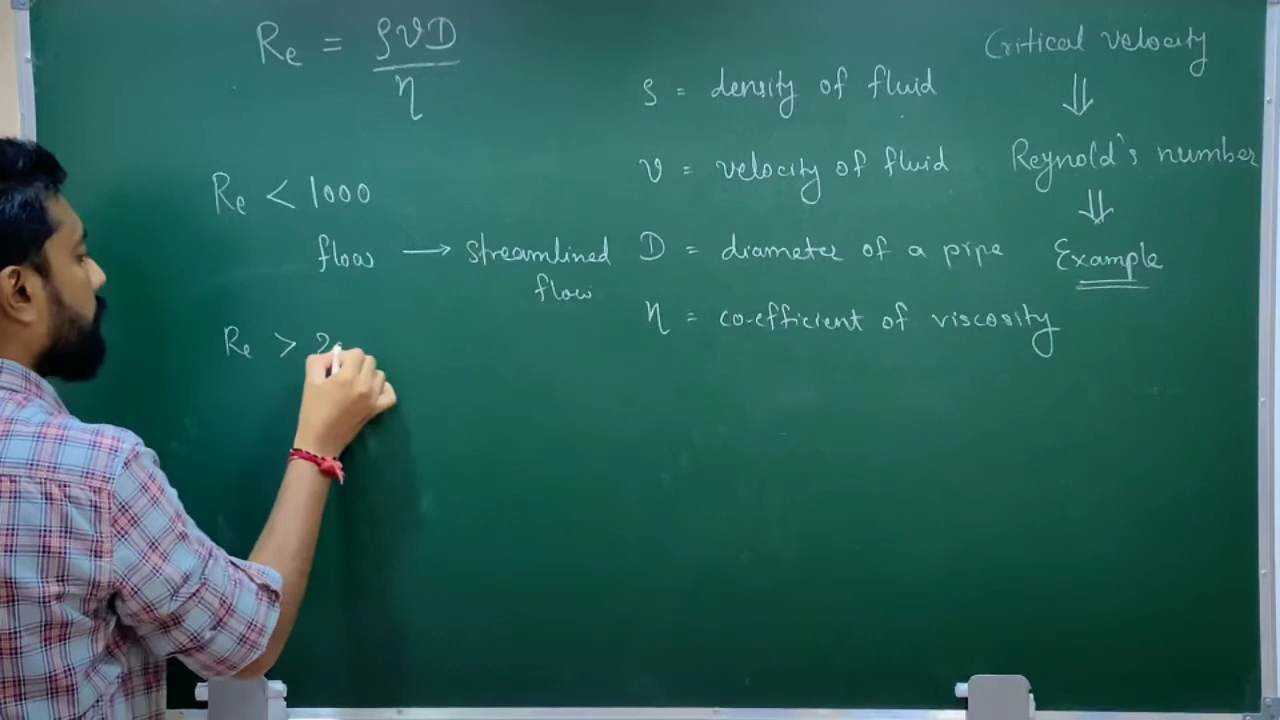 Re = ρvD / η
Re < 1000
flow → streamlined
flow
Re > 2
ρ = density of fluid
v = velocity of fluid
D = diameter of a pipe
η = co-efficient of viscosity
Critical velocity
⇓
Reynold's number
⇓
Example